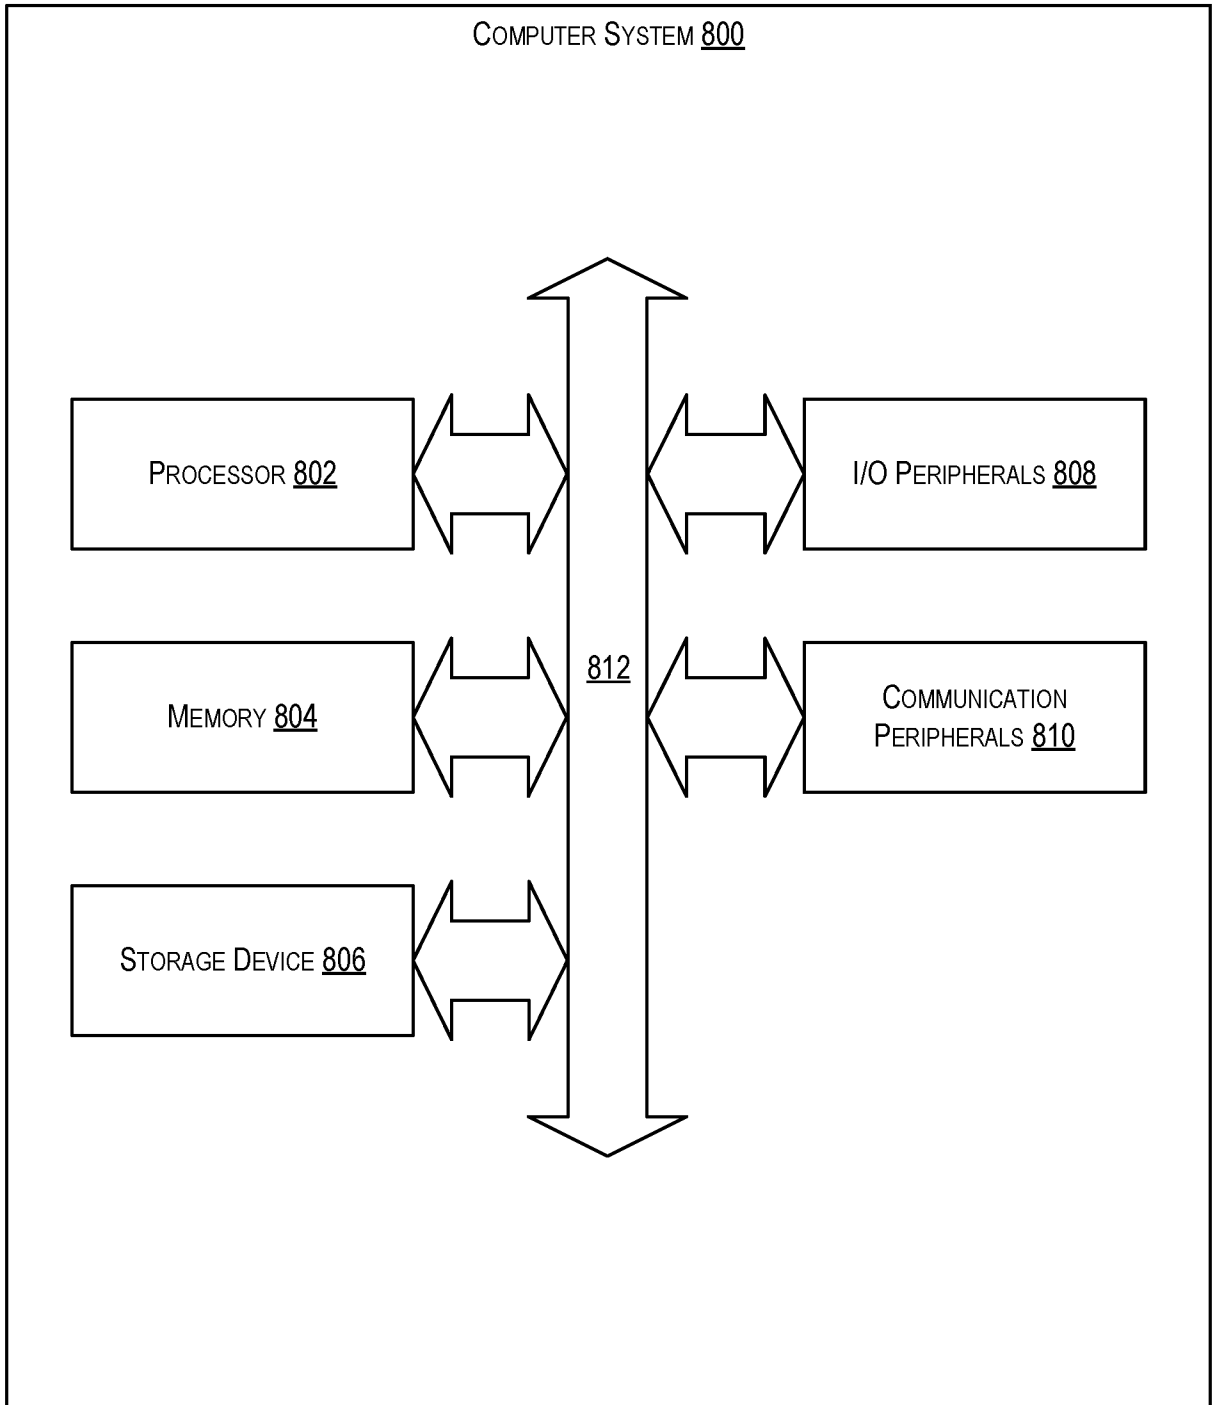 COMPUTER SYSTEM 800
PROCESSOR 802
I/O PERIPHERALS 808
812
MEMORY 804
COMMUNICATION
PERIPHERALS 810
STORAGE DEVICE 806